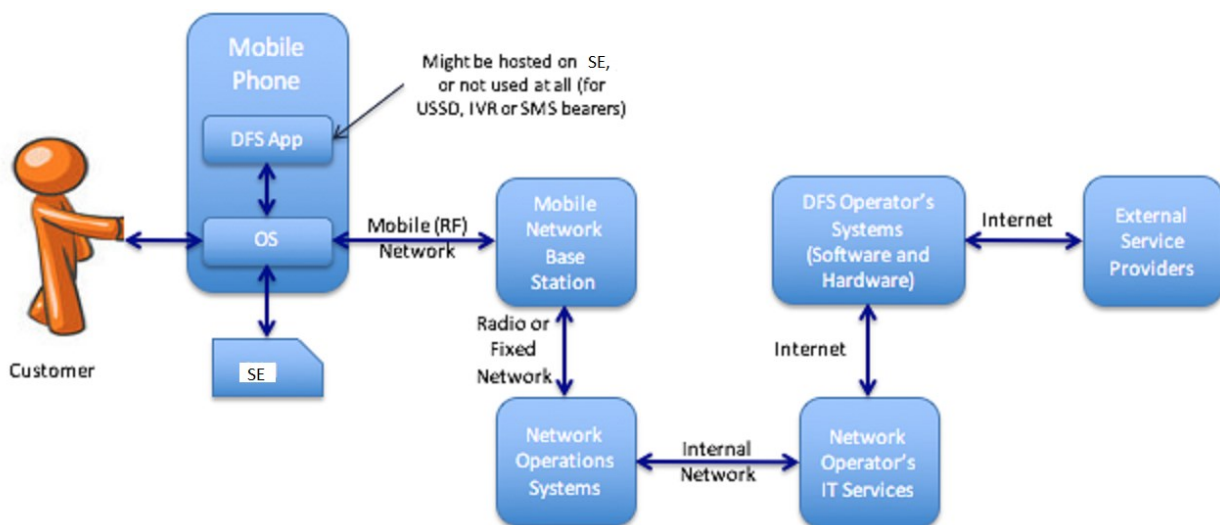 Mobile
Phone
Might be hosted on SE,
or not used at all (for
USSD, IVR or SMS bearers)
DFS App
OS
Mobile (RF)
Network
SE
Customer
Mobile
Network
Base
Station
Radio or
Fixed
Network
Network
Operations
Systems
Internal
Network
Network
Operator's
IT Services
Internet
DFS Operator's
Systems
(Software and
Hardware)
Internet
External
Service
Providers